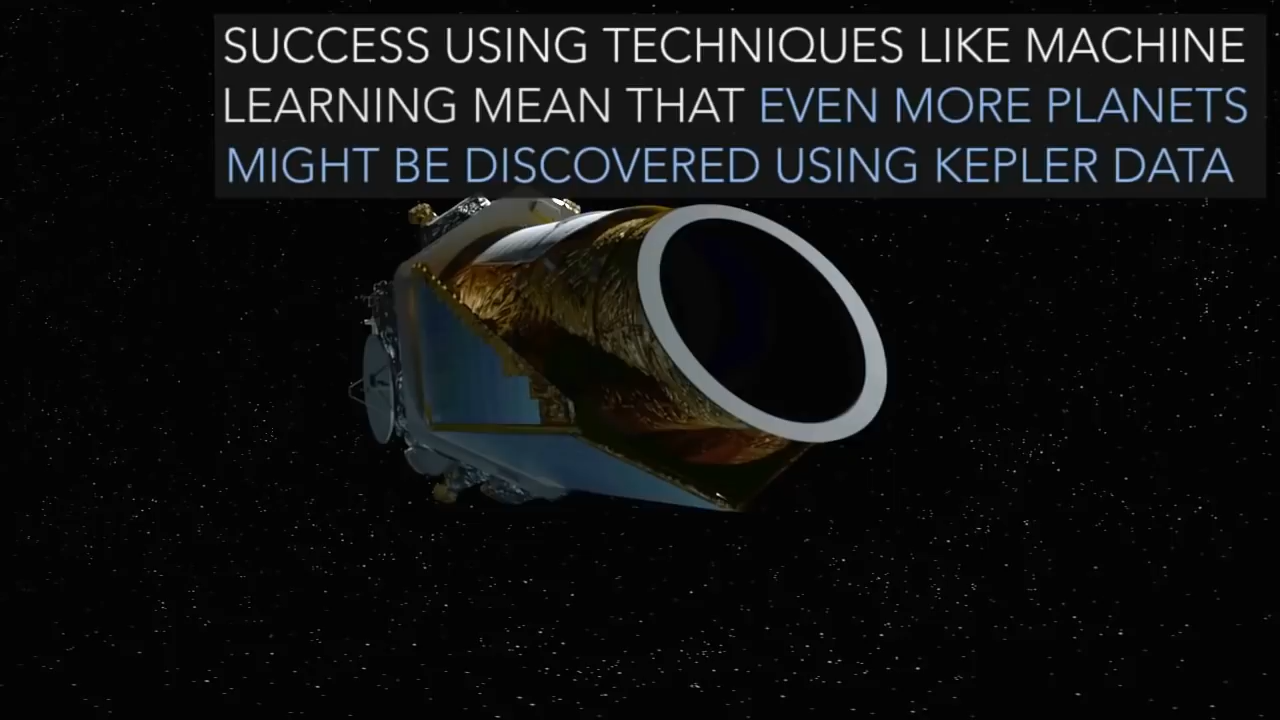 SUCCESS USING TECHNIQUES LIKE MACHINE
LEARNING MEAN THAT EVEN MORE PLANETS
MIGHT BE DISCOVERED USING KEPLER DATA